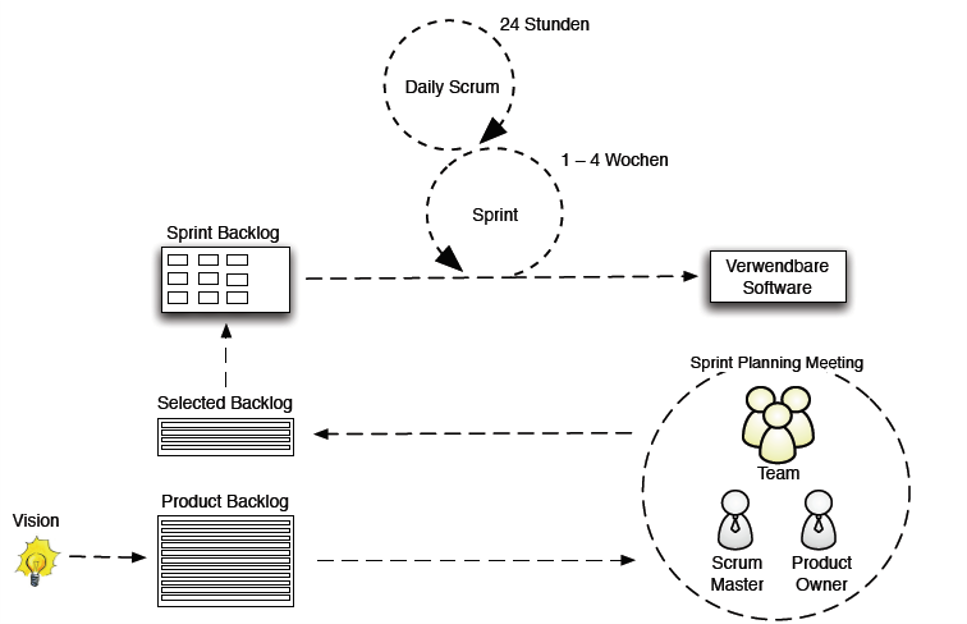 24 Stunden
Daily Scrum
1 – 4 Wochen
Sprint
Sprint Backlog
Verwendbare
Software
Sprint Planning Meeting
Selected Backlog
Team
Product Backlog
Vision
Scrum
Master
Product
Owner